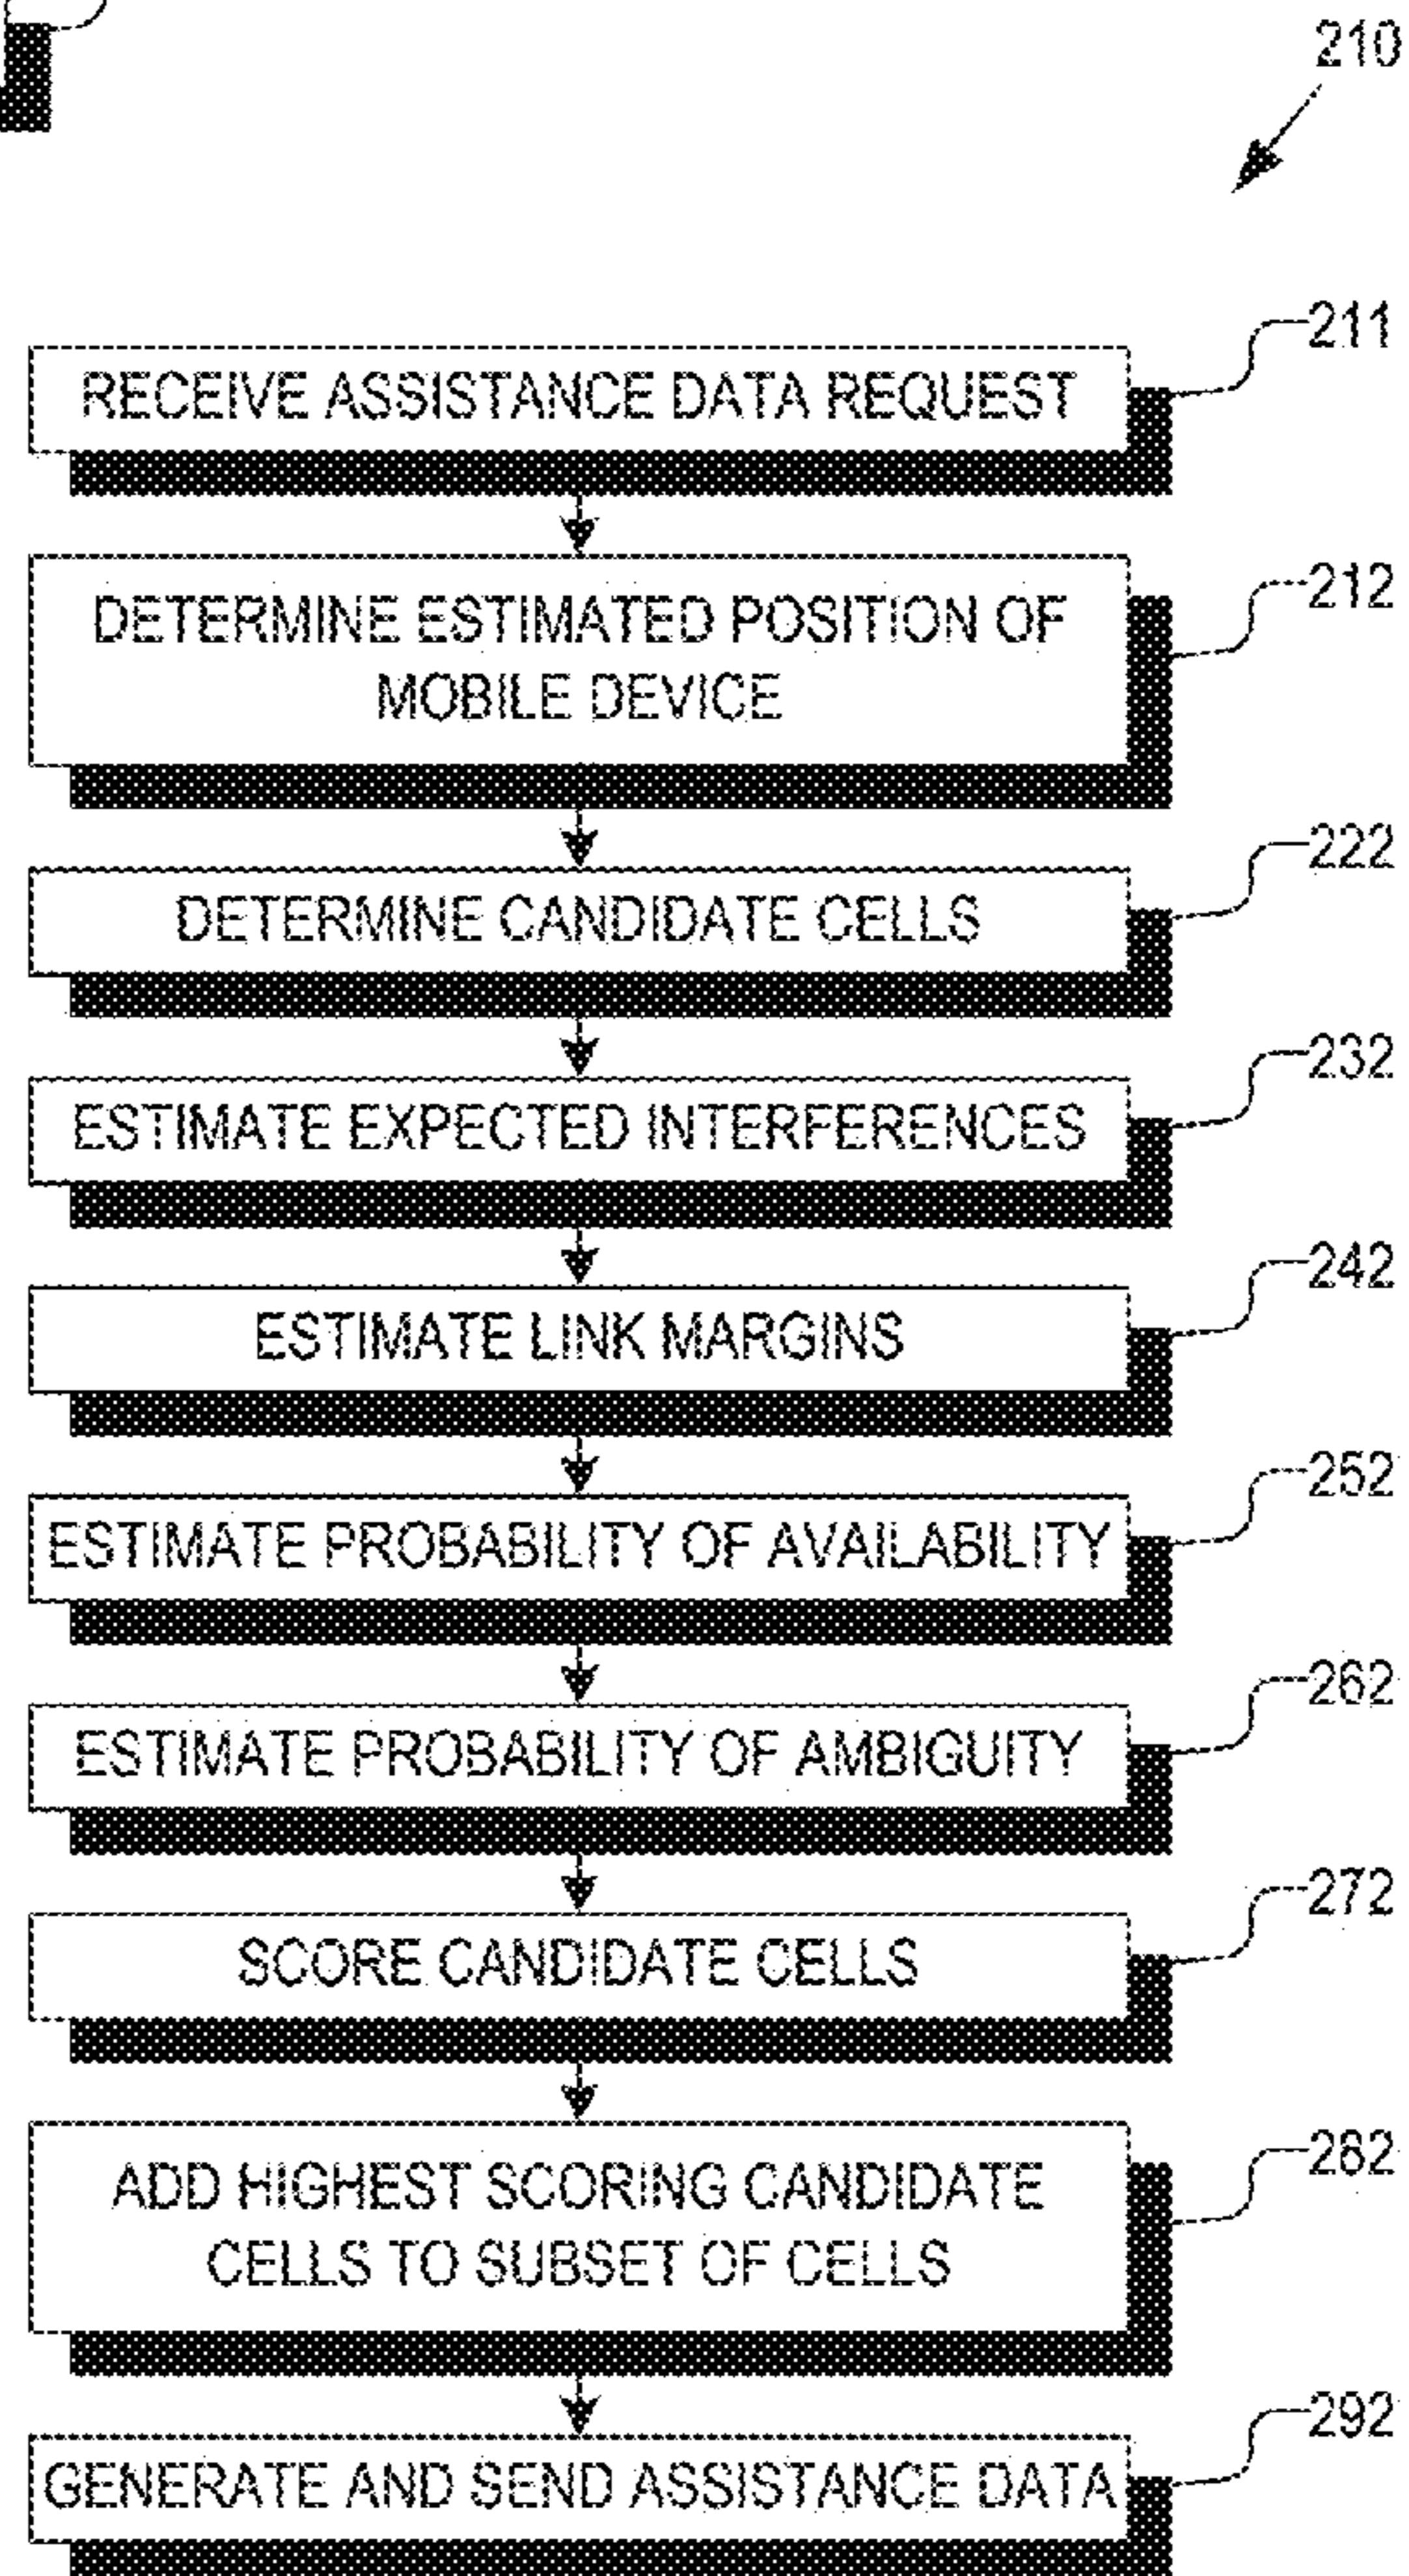 210
RECEIVE ASSISTANCE DATA REQUEST
211
DETERMINE ESTIMATED POSITION OF
MOBILE DEVICE
212
DETERMINE CANDIDATE CELLS
222
ESTIMATE EXPECTED INTERFERENCES
232
ESTIMATE LINK MARGINS
242
ESTIMATE PROBABILITY OF AVAILABILITY
252
ESTIMATE PROBABILITY OF AMBIGUITY
262
SCORE CANDIDATE CELLS
272
ADD HIGHEST SCORING CANDIDATE
CELLS TO SUBSET OF CELLS
282
GENERATE AND SEND ASSISTANCE DATA
292